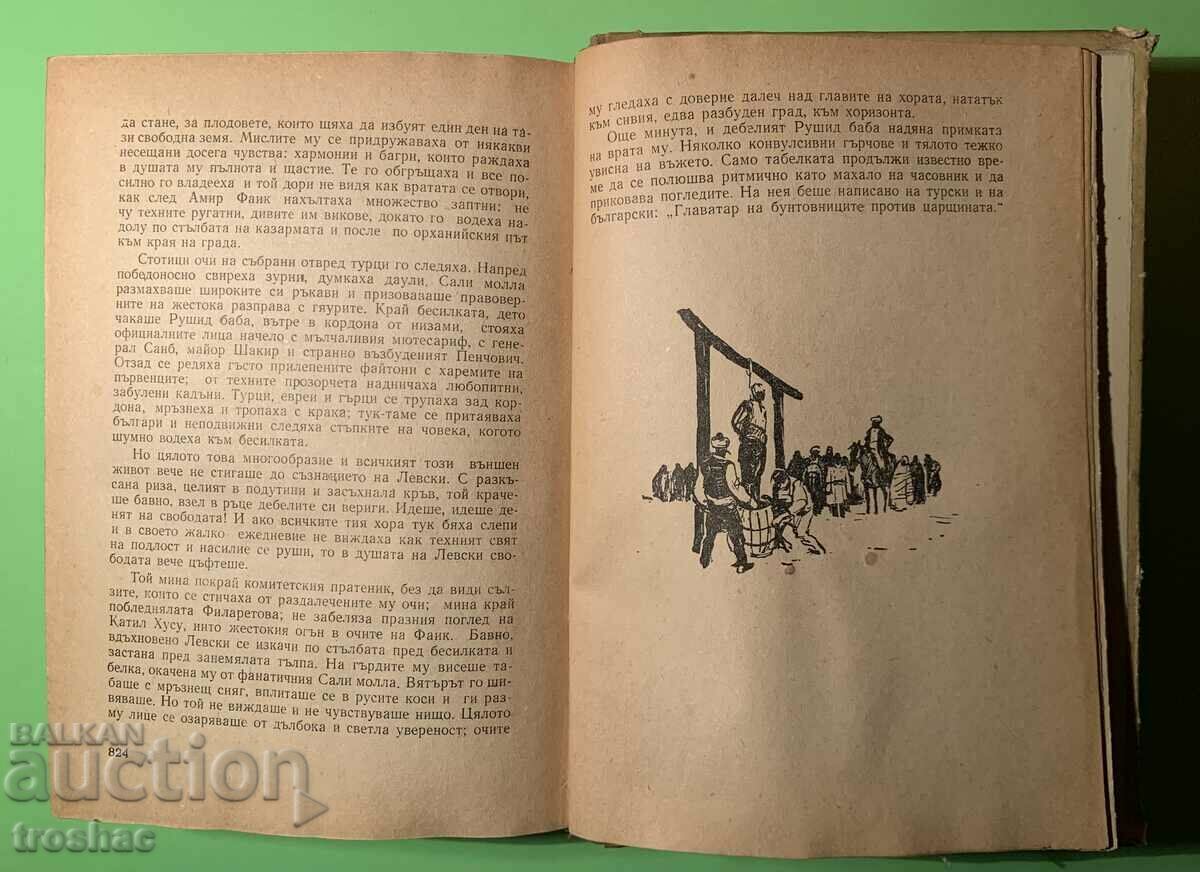 да стане, за плодовете, които щяха да избуят един ден на та-
зи свободна земя. Мислите му се придружаваха от някакви
несещани досега чувства: хармонии и багри, които раждаха
в душата му пълнота и щастие. Те го обгръщаха и все по-
силно го владееха и той дори не видя как вратата се отвори,
как след Амир Фаик нахълтаха множество заптии; не чу
техните ругатни, дивите им викове, докато го водеха на-
долу по стълбата на казармата и после по орханийския път
към края на града.
Стотици очи на събрани отвред турци го следяха. Напред
победоносно свиреха зурни, думкаха даули. Сали молла
размахваше широките си ръкави и призоваваше правовер-
ните на жестока разправа с гяурите. Край бесилката, дето
чакаше Рушид баба, вътре в кордона от низами, стояха
официалните лица начело с мълчаливия мютесариф, с гене-
рал Саиб, майор Шакир и странно възбуденият Пенчович.
Отзад се редяха гъсто прилепените файтони с харемите на
първенците; от техните прозорчета надничаха любопитни,
забулени кадъни. Турци, евреи и гърци се трупаха зад кор-
дона, мръзнеха и тропаха с крака; тук-таме се притаяваха
българи и неподвижни следяха стъпките на човека, когото
шумно водеха към бесилката.
Но цялото това многообразие и всичкият този външен
живот вече не стигаше до съзнанието на Левски. С разкъ-
сана риза, целият в подутини и засъхнала кръв, той краче-
ше бавно, взел в ръце дебелите си вериги. Идеше, идеше де-
нят на свободата! И ако всичките тия хора тук бяха слепи
и в своето жалко ежедневие не виждаха как техният свят
на подлост и насилие се руши, то в душата на Левски сво-
бодата вече цъфтеше.
Той мина покрай комитетския пратеник, без да види съл-
зите, които се стичаха от раздалечените му очи; мина край
побледнялата Филаретова; не забеляза празния поглед на
Катил Хусу, нито жестокия огън в очите на Фаик. Бавно,
вдъхновено Левски се изкачи по стълбата пред бесилката и
застана пред занемялата тълпа. На гърдите му висеше та-
белка, окачена му от фанатичния Сали молла. Вятърът го ши-
баше с мръзнещ сняг, вплиташе се в русите коси и ги раз-
вяваше. Но той не виждаше и не чувствуваше нищо. Цялото
му лице се озаряваше от дълбока и светла увереност; очите
824
му гледаха с доверие далеч над главите на хората, нататък
към сивия, едва разбуден град, към хоризонта.
Още минута, и дебелият Рушид баба надяна примката
на врата му. Няколко конвулсивни гърчове и тялото тежко
увисна на въжето. Само табелката продължи известно вре-
ме да се полюшва ритмично като махало на часовник и да
приковава погледите. На нея беше написано на турски и на
български: „Главатар на бунтовниците против царщината."
BALKAN
auction
troshac